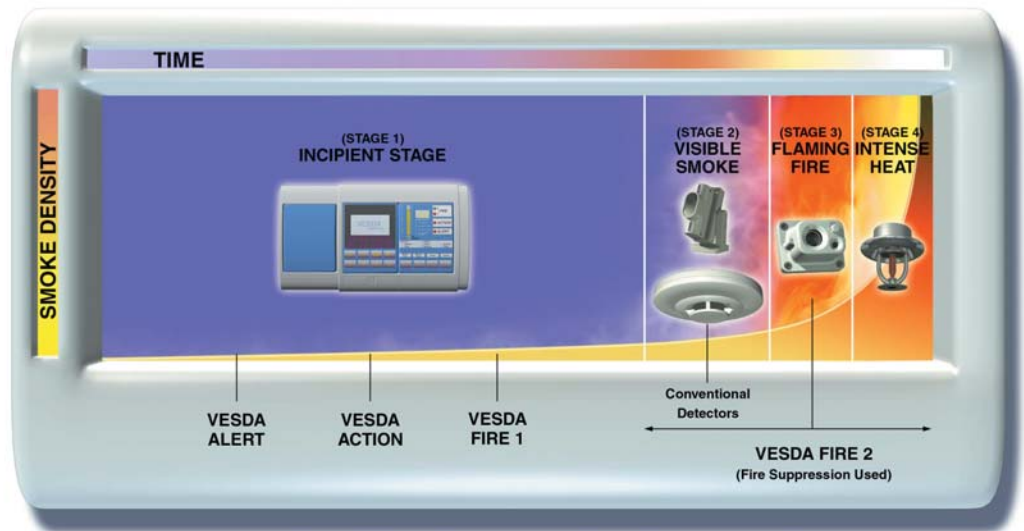 TIME
SMOKE DENSITY
(STAGE 1)
INCIPIENT STAGE
(STAGE 2)
VISIBLE
SMOKE
(STAGE 3)
FLAMING
FIRE
(STAGE 4)
INTENSE
HEAT
VESDA
ALERT
VESDA
ACTION
VESDA
FIRE 1
Conventional
Detectors
VESDA FIRE 2
(Fire Suppression Used)